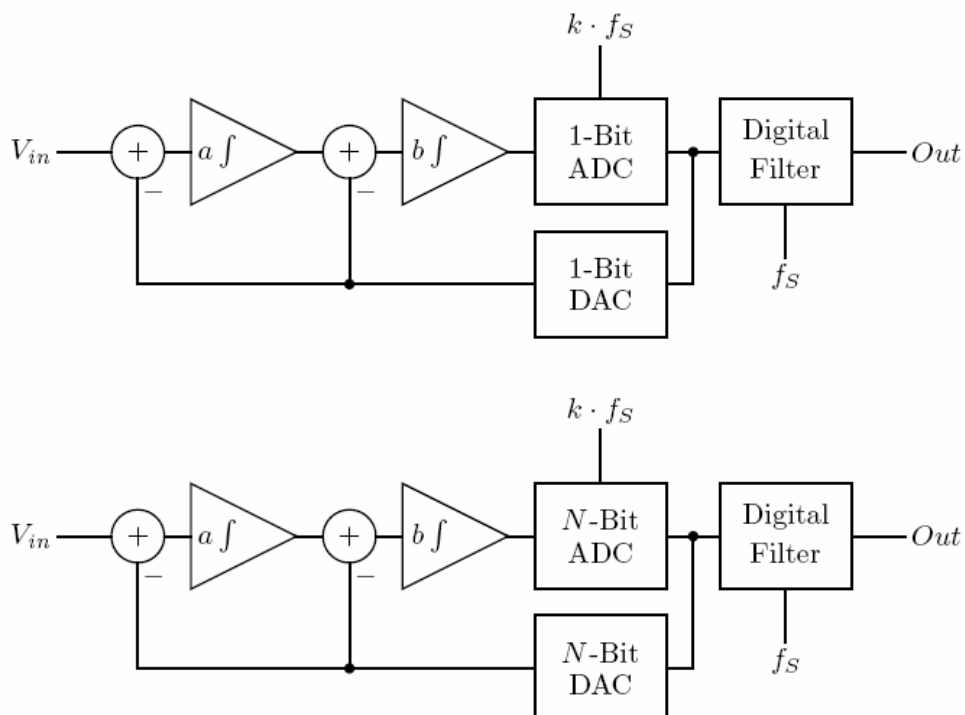 k · f_S
V_in + a ∫ + b ∫ 1-Bit ADC Digital Filter Out
− −
1-Bit DAC
f_S
k · f_S
V_in + a ∫ + b ∫ N-Bit ADC Digital Filter Out
− −
N-Bit DAC
f_S